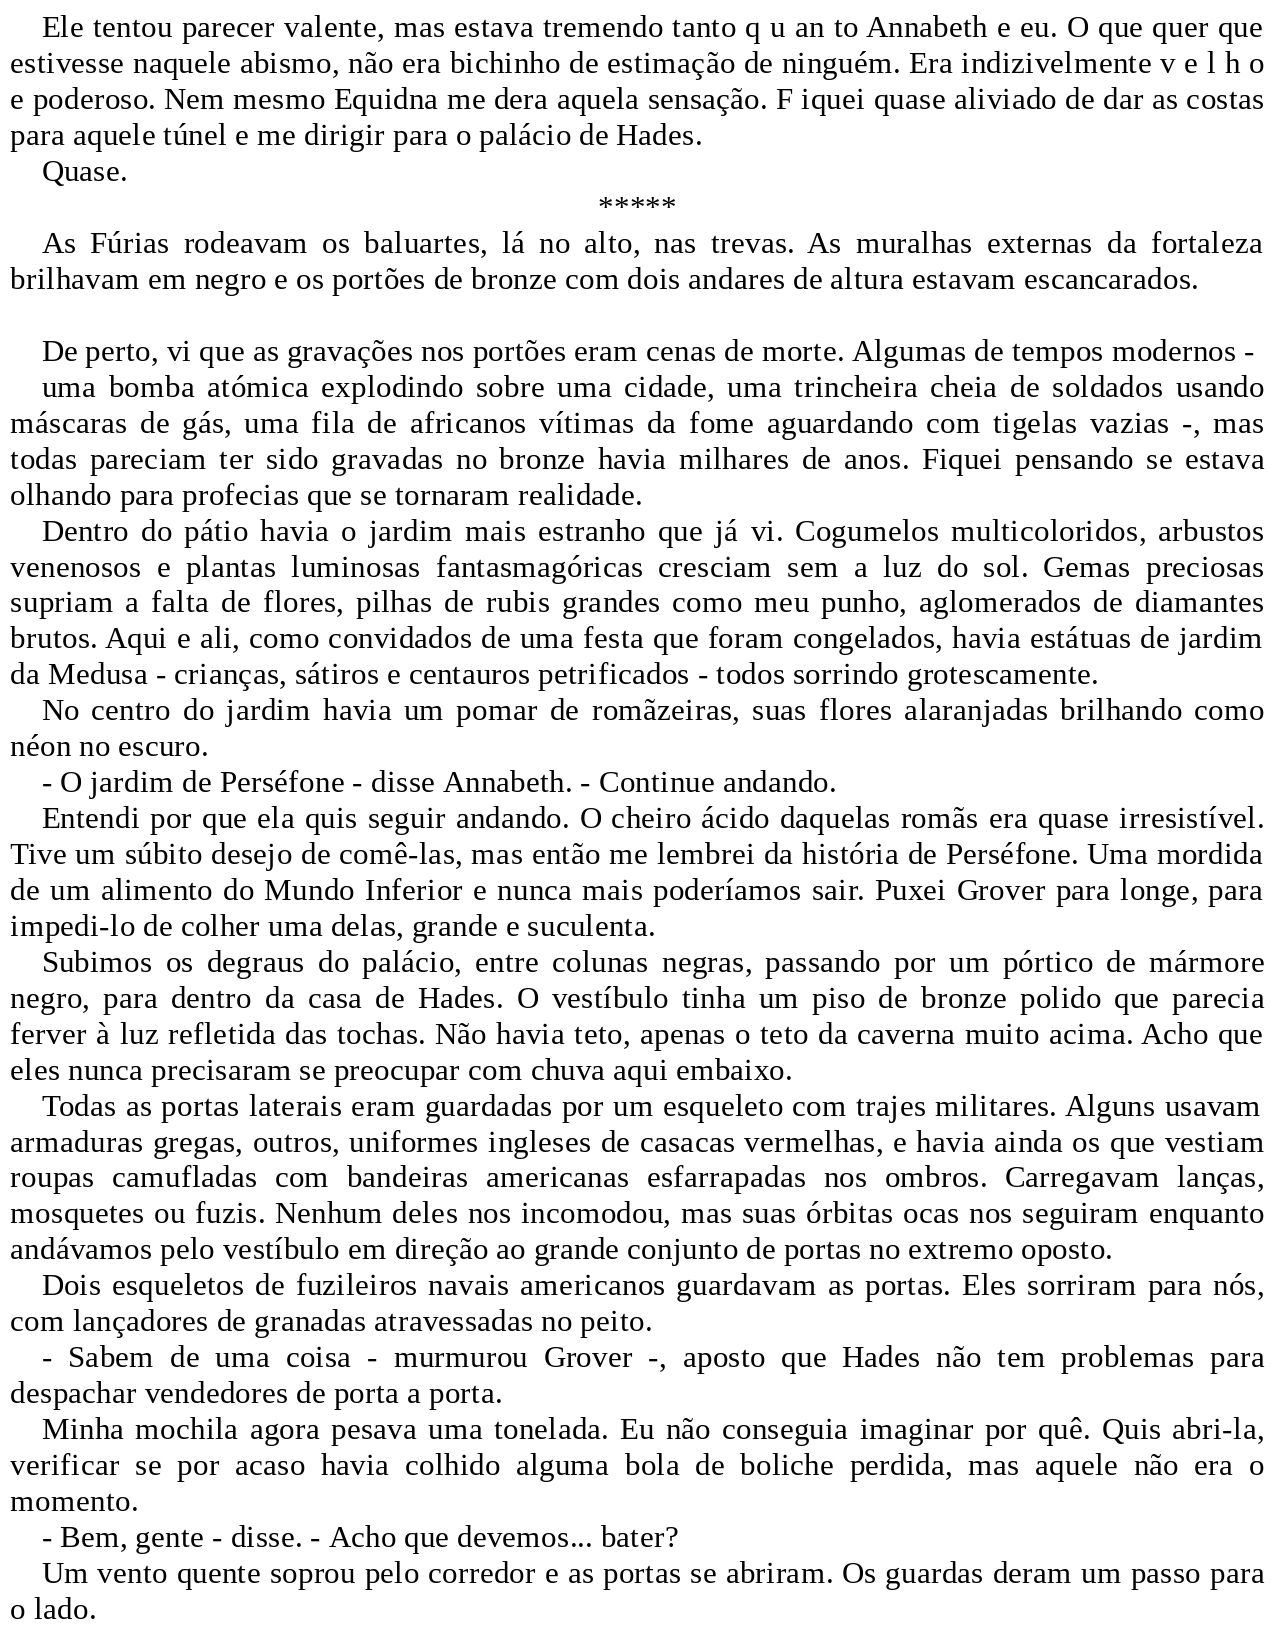 Ele tentou parecer valente, mas estava tremendo tanto q u an to Annabeth e eu. O que quer que
estivesse naquele abismo, não era bichinho de estimação de ninguém. Era indizivelmente v e l h o
e poderoso. Nem mesmo Equidna me dera aquela sensação. F iquei quase aliviado de dar as costas
para aquele túnel e me dirigir para o palácio de Hades.
Quase.
*****
As Fúrias rodeavam os baluartes, lá no alto, nas trevas. As muralhas externas da fortaleza
brilhavam em negro e os portões de bronze com dois andares de altura estavam escancarados.
De perto, vi que as gravações nos portões eram cenas de morte. Algumas de tempos modernos -
uma bomba atómica explodindo sobre uma cidade, uma trincheira cheia de soldados usando
máscaras de gás, uma fila de africanos vítimas da fome aguardando com tigelas vazias -, mas
todas pareciam ter sido gravadas no bronze havia milhares de anos. Fiquei pensando se estava
olhando para profecias que se tornaram realidade.
Dentro do pátio havia o jardim mais estranho que já vi. Cogumelos multicoloridos, arbustos
venenosos e plantas luminosas fantasmagóricas cresciam sem a luz do sol. Gemas preciosas
supriam a falta de flores, pilhas de rubis grandes como meu punho, aglomerados de diamantes
brutos. Aqui e ali, como convidados de uma festa que foram congelados, havia estátuas de jardim
da Medusa - crianças, sátiros e centauros petrificados - todos sorrindo grotescamente.
No centro do jardim havia um pomar de romãzeiras, suas flores alaranjadas brilhando como
néon no escuro.
- O jardim de Perséfone - disse Annabeth. - Continue andando.
Entendi por que ela quis seguir andando. O cheiro ácido daquelas romãs era quase irresistível.
Tive um súbito desejo de comê-las, mas então me lembrei da história de Perséfone. Uma mordida
de um alimento do Mundo Inferior e nunca mais poderíamos sair. Puxei Grover para longe, para
impedi-lo de colher uma delas, grande e suculenta.
Subimos os degraus do palácio, entre colunas negras, passando por um pórtico de mármore
negro, para dentro da casa de Hades. O vestíbulo tinha um piso de bronze polido que parecia
ferver à luz refletida das tochas. Não havia teto, apenas o teto da caverna muito acima. Acho que
eles nunca precisaram se preocupar com chuva aqui embaixo.
Todas as portas laterais eram guardadas por um esqueleto com trajes militares. Alguns usavam
armaduras gregas, outros, uniformes ingleses de casacas vermelhas, e havia ainda os que vestiam
roupas camufladas com bandeiras americanas esfarrapadas nos ombros. Carregavam lanças,
mosquetes ou fuzis. Nenhum deles nos incomodou, mas suas órbitas ocas nos seguiram enquanto
andávamos pelo vestíbulo em direção ao grande conjunto de portas no extremo oposto.
Dois esqueletos de fuzileiros navais americanos guardavam as portas. Eles sorriram para nós,
com lançadores de granadas atravessadas no peito.
- Sabem de uma coisa - murmurou Grover -, aposto que Hades não tem problemas para
despachar vendedores de porta a porta.
Minha mochila agora pesava uma tonelada. Eu não conseguia imaginar por quê. Quis abri-la,
verificar se por acaso havia colhido alguma bola de boliche perdida, mas aquele não era o
momento.
- Bem, gente - disse. - Acho que devemos... bater?
Um vento quente soprou pelo corredor e as portas se abriram. Os guardas deram um passo para
o lado.